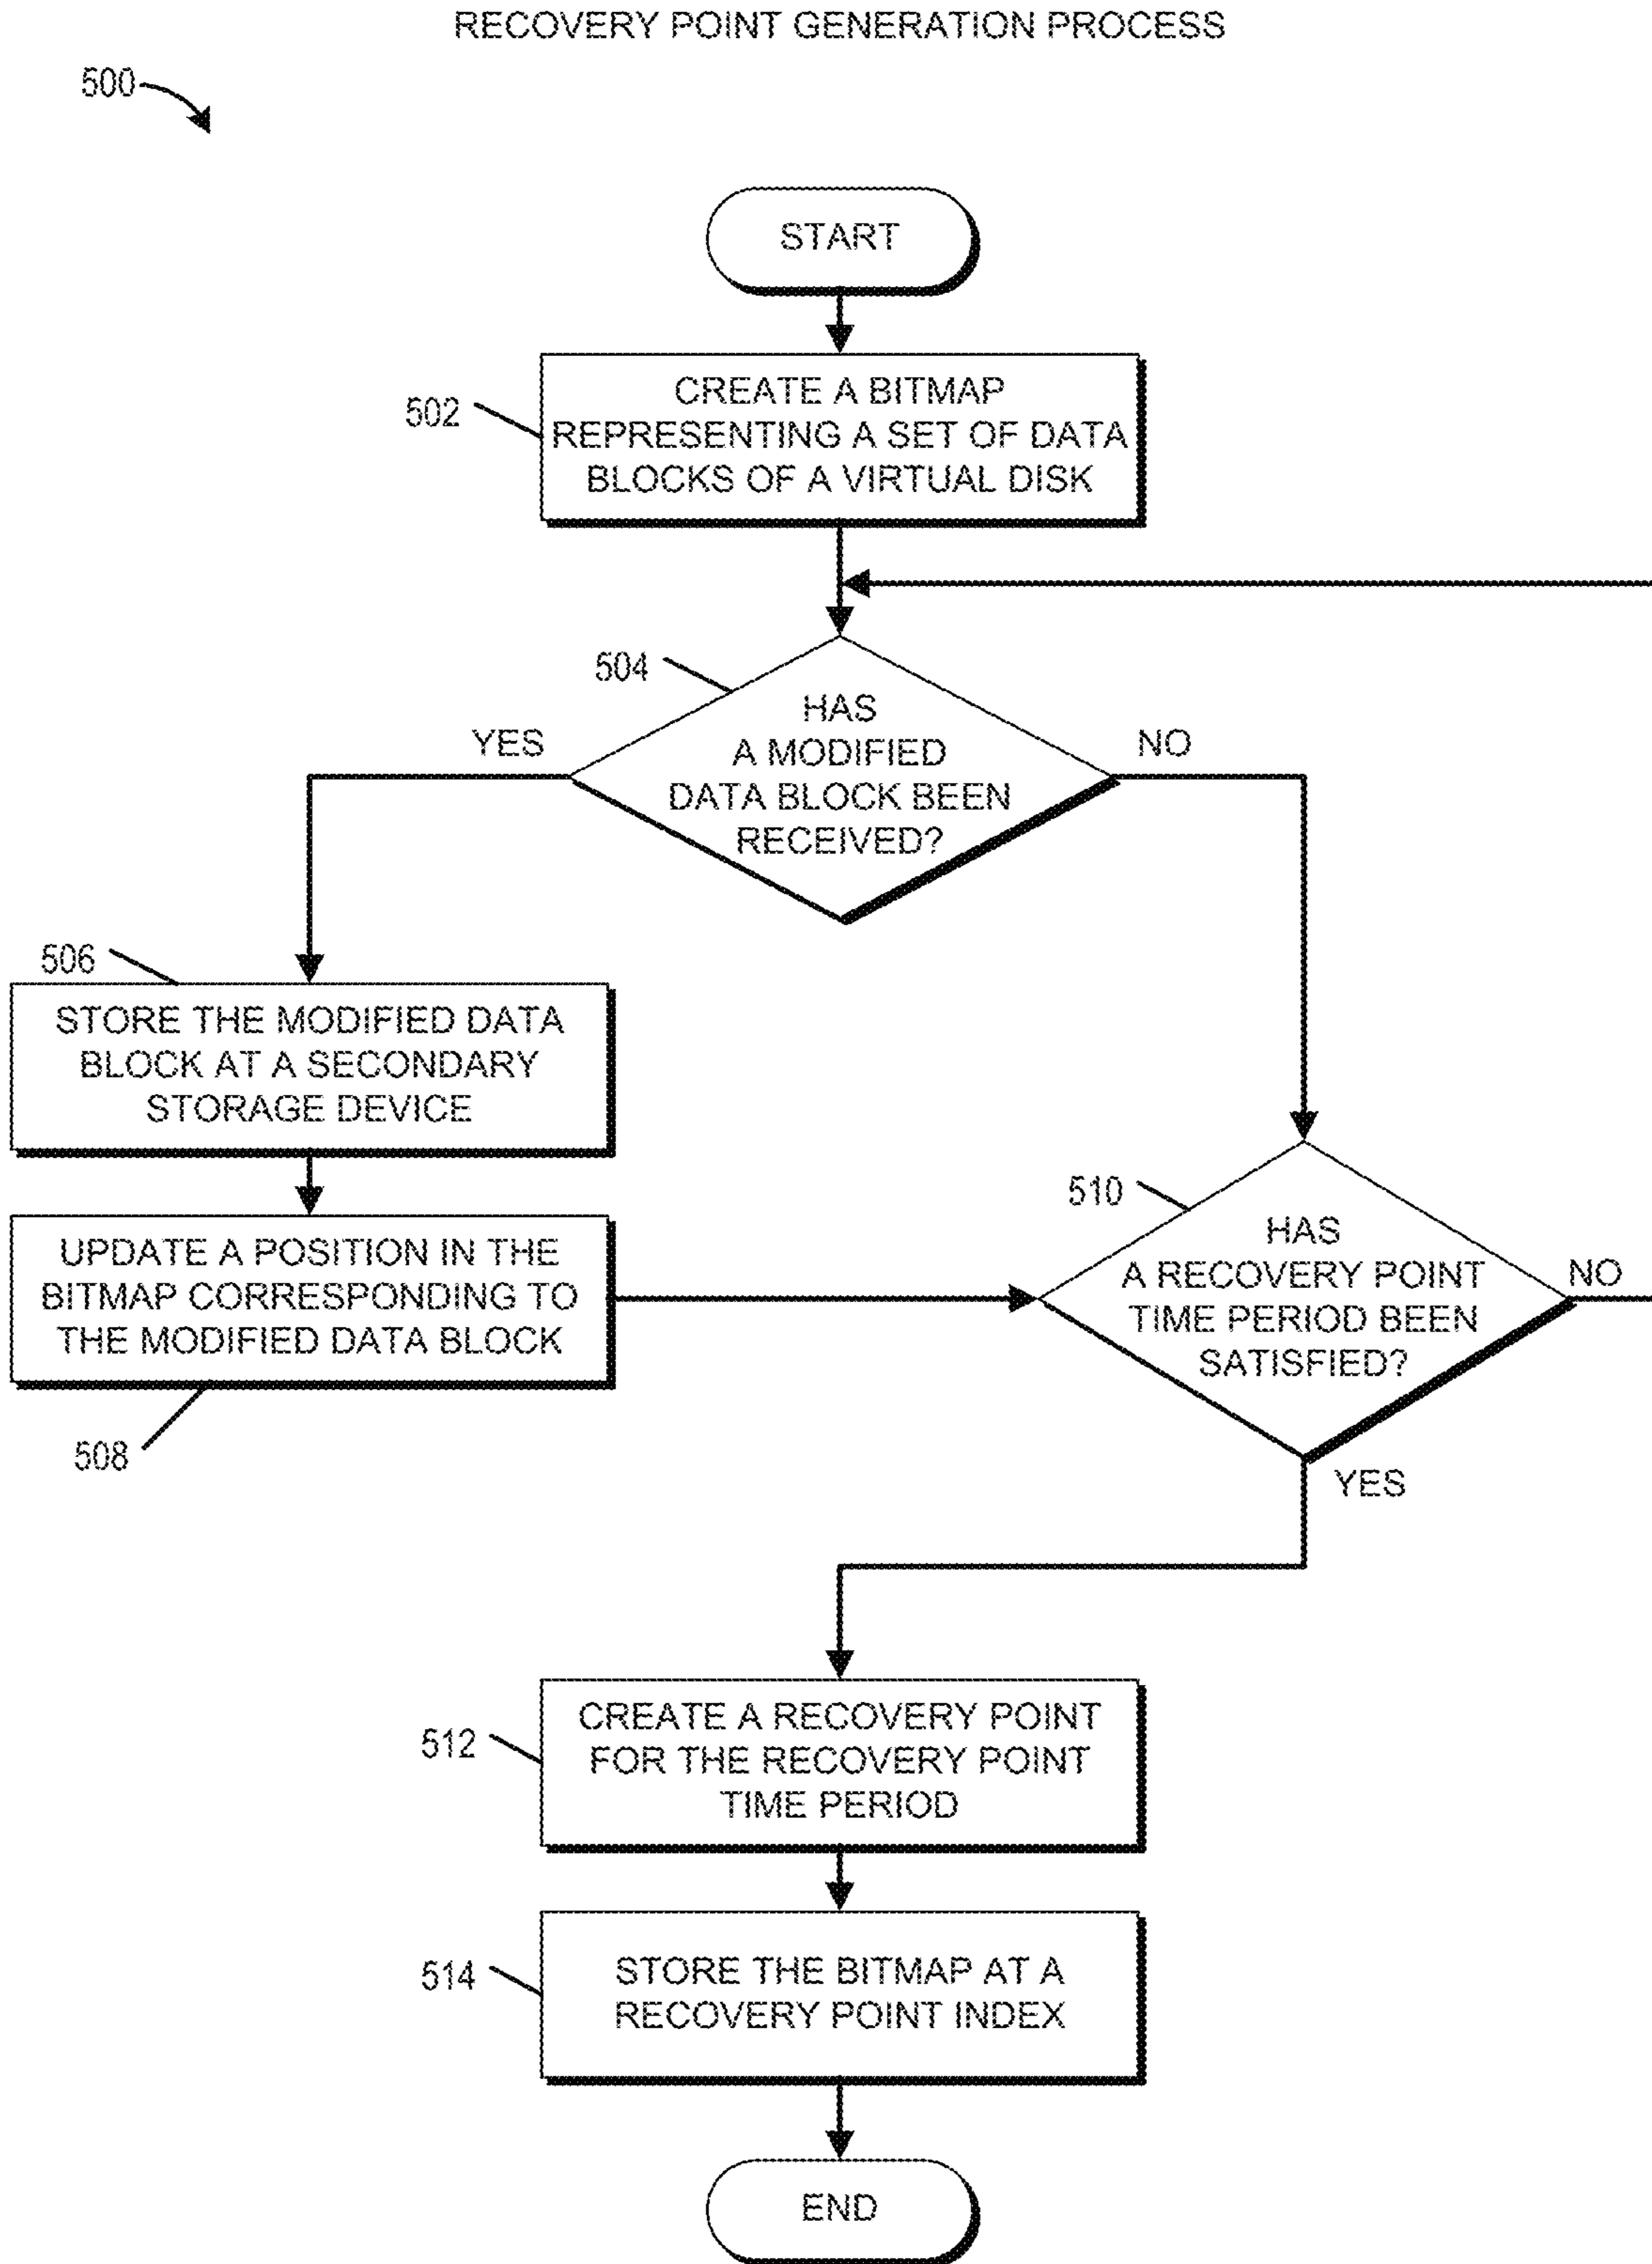 RECOVERY POINT GENERATION PROCESS
500
START
502
CREATE A BITMAP
REPRESENTING A SET OF DATA
BLOCKS OF A VIRTUAL DISK
504
HAS
A MODIFIED
DATA BLOCK BEEN
RECEIVED?
YES
NO
506
STORE THE MODIFIED DATA
BLOCK AT A SECONDARY
STORAGE DEVICE
UPDATE A POSITION IN THE
BITMAP CORRESPONDING TO
THE MODIFIED DATA BLOCK
508
510
HAS
A RECOVERY POINT
TIME PERIOD BEEN
SATISFIED?
NO
YES
512
CREATE A RECOVERY POINT
FOR THE RECOVERY POINT
TIME PERIOD
514
STORE THE BITMAP AT A
RECOVERY POINT INDEX
END